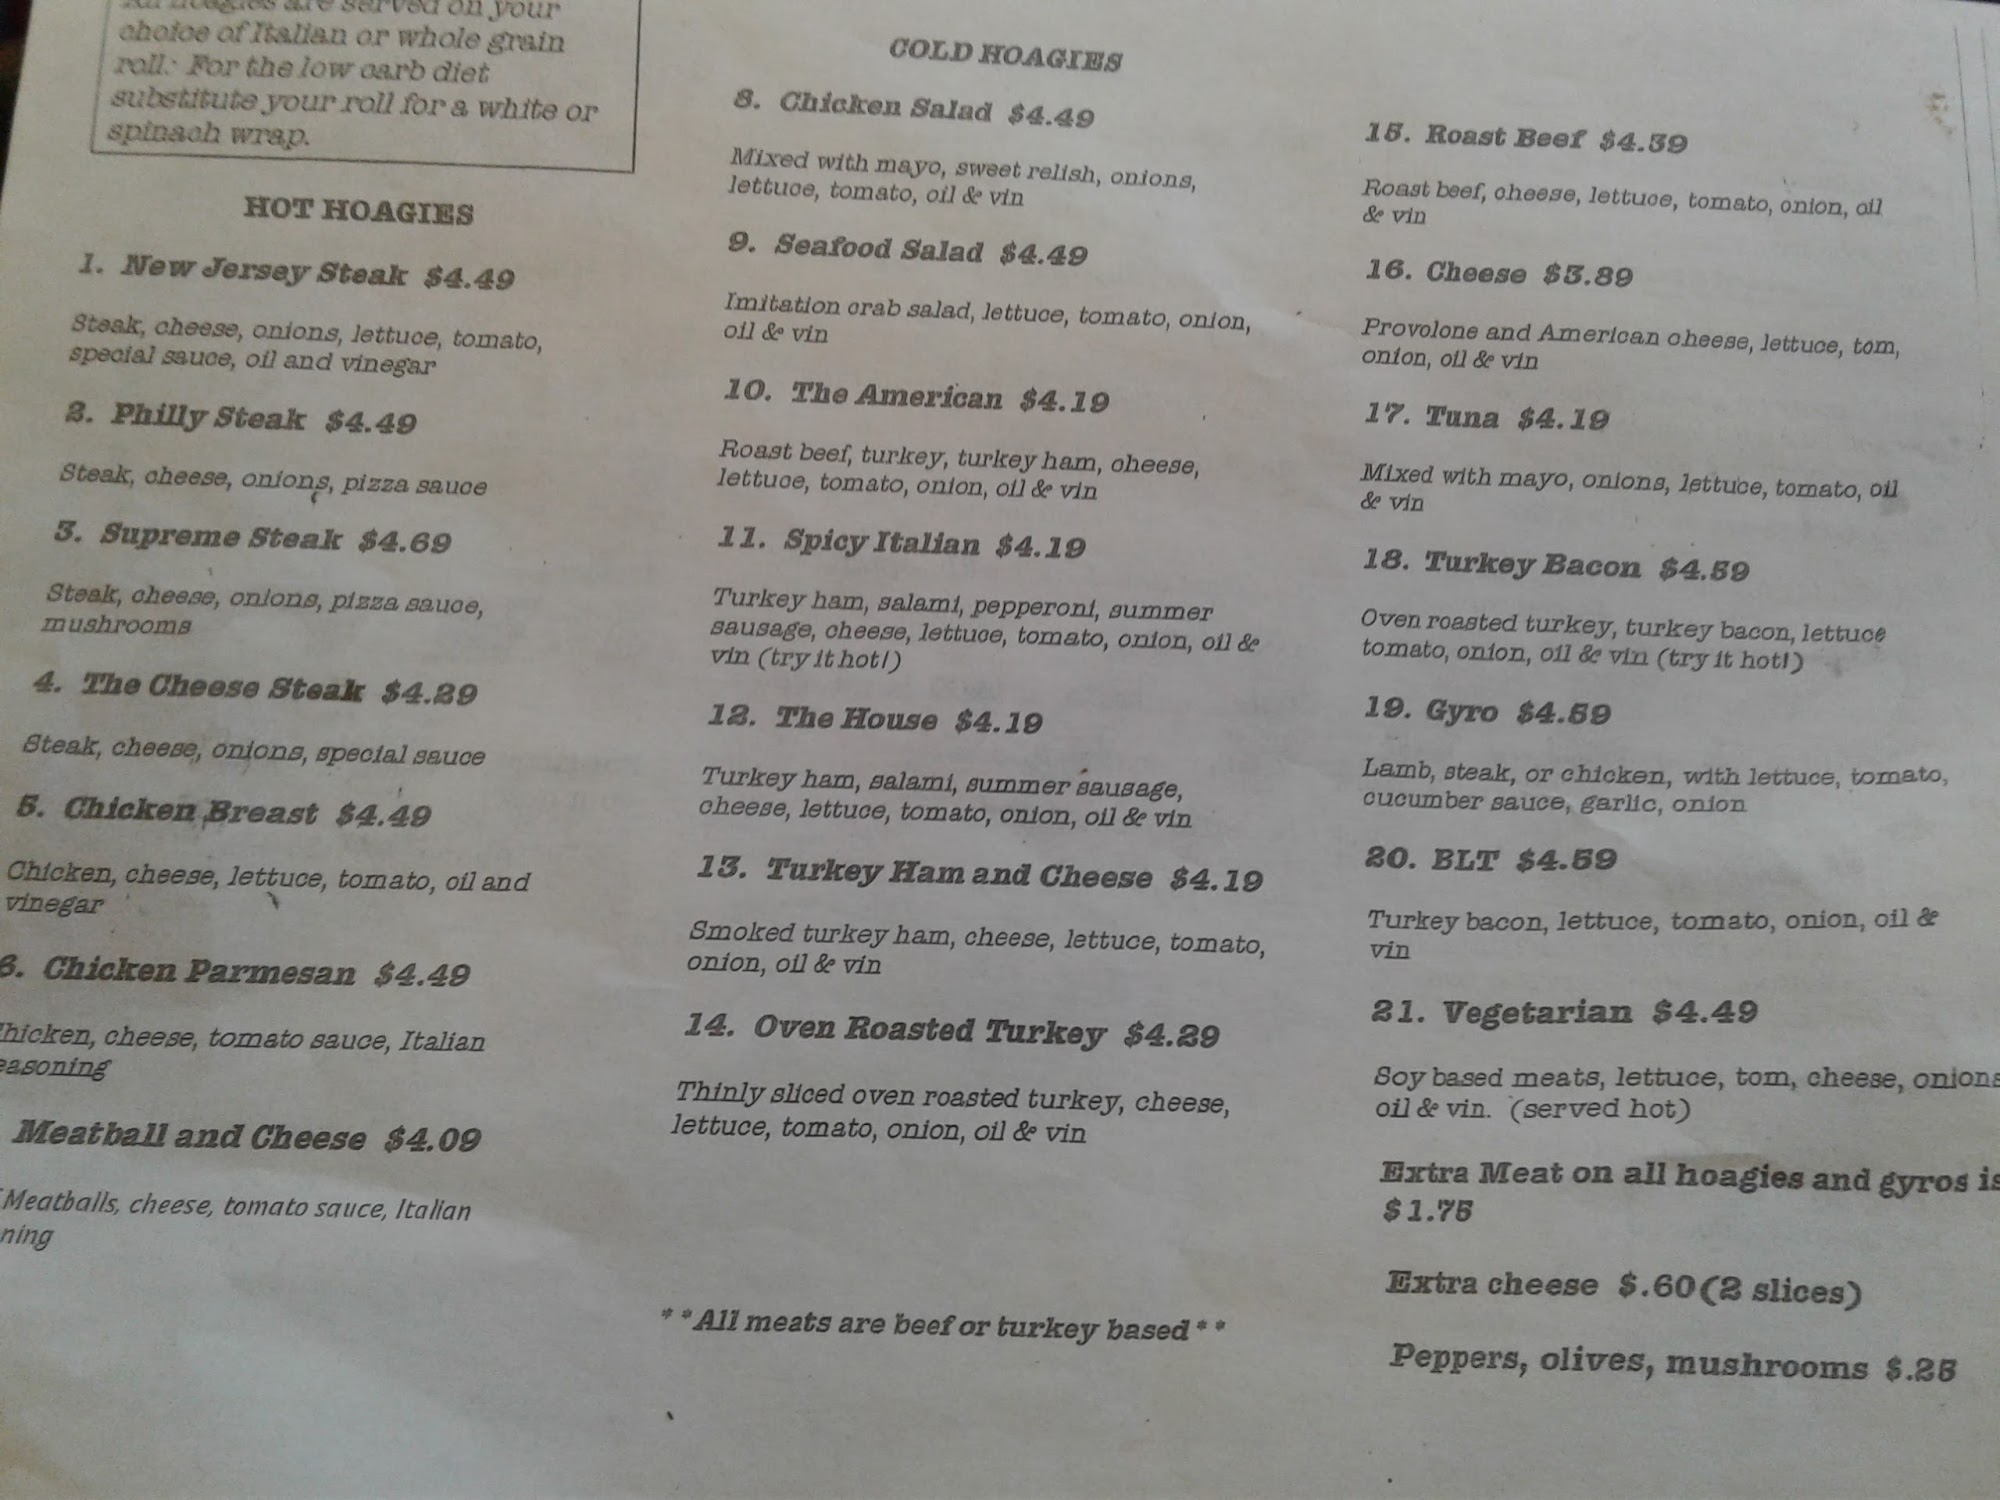 All hoagies are served on your
choice of Italian or whole grain
roll: For the low carb diet
substitute your roll for a white or
spinach wrap.
HOT HOAGIES
1. New Jersey Steak $4.49
Steak, cheese, onions, lettuce, tomato,
special sauce, oil and vinegar
2. Philly Steak $4.49
Steak, cheese, onions, pizza sauce
3. Supreme Steak $4.69
Steak, cheese, onions, pizza sauce,
mushrooms
4. The Cheese Steak $4.29
Steak, cheese, onions, special sauce
5. Chicken Breast $4.49
Chicken, cheese, lettuce, tomato, oil and
vinegar
6. Chicken Parmesan $4.49
hicken, cheese, tomato sauce, Italian
easoning
Meatball and Cheese $4.09
Meatballs, cheese, tomato sauce, Italian
ning
COLD HOAGIES
8. Chicken Salad $4.49
Mixed with mayo, sweet relish, onions,
lettuce, tomato, oil & vin
9. Seafood Salad $4.49
Imitation crab salad, lettuce, tomato, onion,
oil & vin
10. The American $4.19
Roast beef, turkey, turkey ham, cheese,
lettuce, tomato, onion, oil & vin
11. Spicy Italian $4.19
Turkey ham, salami, pepperoni, summer
sausage, cheese, lettuce, tomato, onion, oil &
vin (try it hot!)
12. The House $4.19
Turkey ham, salami, summer sausage,
cheese, lettuce, tomato, onion, oil & vin
13. Turkey Ham and Cheese $4.19
Smoked turkey ham, cheese, lettuce, tomato,
onion, oil & vin
14. Oven Roasted Turkey $4.29
Thinly sliced oven roasted turkey, cheese,
lettuce, tomato, onion, oil & vin
**All meats are beef or turkey based**
15. Roast Beef $4.39
Roast beef, cheese, lettuce, tomato, onion, oil
& vin
16. Cheese $3.89
Provolone and American cheese, lettuce, tom,
onion, oil & vin
17. Tuna $4.19
Mixed with mayo, onions, lettuce, tomato, oil
& vin
18. Turkey Bacon $4.59
Oven roasted turkey, turkey bacon, lettuce
tomato, onion, oil & vin (try it hot!)
19. Gyro $4.59
Lamb, steak, or chicken, with lettuce, tomato,
cucumber sauce, garlic, onion
20. BLT $4.59
Turkey bacon, lettuce, tomato, onion, oil &
vin
21. Vegetarian $4.49
Soy based meats, lettuce, tom, cheese, onions
oil & vin. (served hot)
Extra Meat on all hoagies and gyros is
$1.75
Extra cheese $.60(2 slices)
Peppers, olives, mushrooms $.25